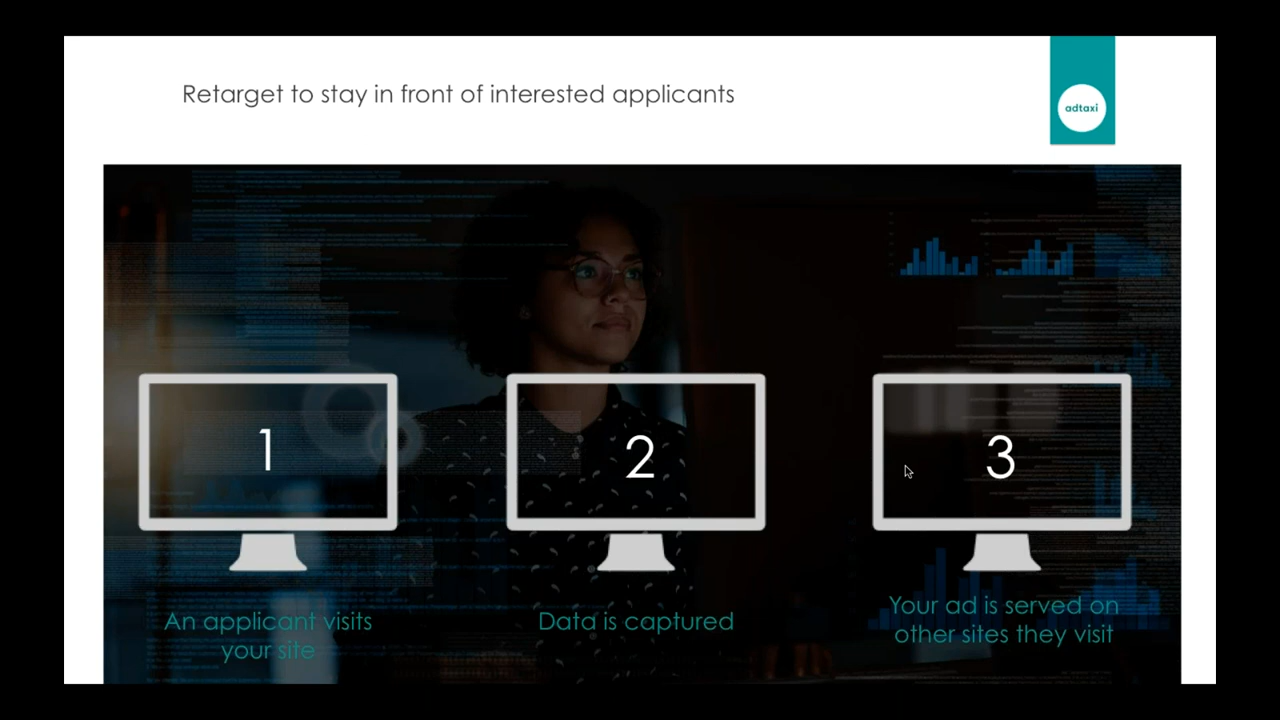 Retarget to stay in front of interested applicants
adtaxi
1
2
3
An applicant visits
your site
Data is captured
Your ad is served on
other sites they visit